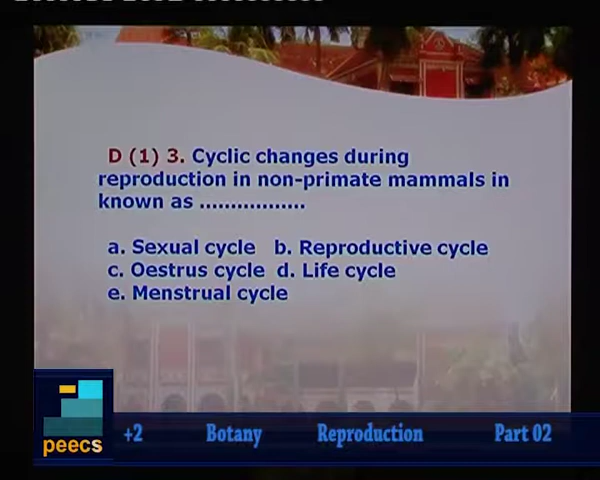 D (1) 3. Cyclic changes during
reproduction in non-primate mammals in
known as .................
a. Sexual cycle b. Reproductive cycle
c. Oestrus cycle d. Life cycle
e. Menstrual cycle
peecs
+2 Botany Reproduction Part 02